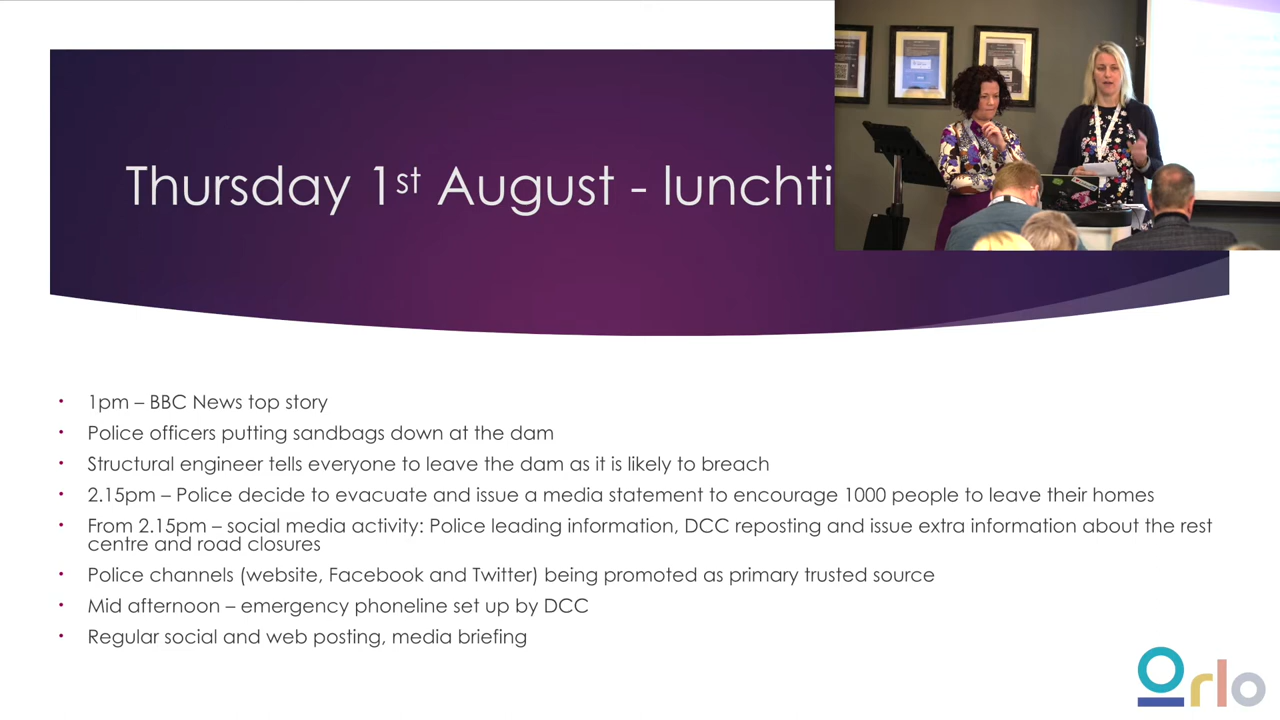 Thursday 1st August - lunchti
• 1pm – BBC News top story
• Police officers putting sandbags down at the dam
• Structural engineer tells everyone to leave the dam as it is likely to breach
• 2.15pm – Police decide to evacuate and issue a media statement to encourage 1000 people to leave their homes
• From 2.15pm – social media activity: Police leading information, DCC reposting and issue extra information about the rest
centre and road closures
• Police channels (website, Facebook and Twitter) being promoted as primary trusted source
• Mid afternoon – emergency phoneline set up by DCC
• Regular social and web posting, media briefing
Orlo